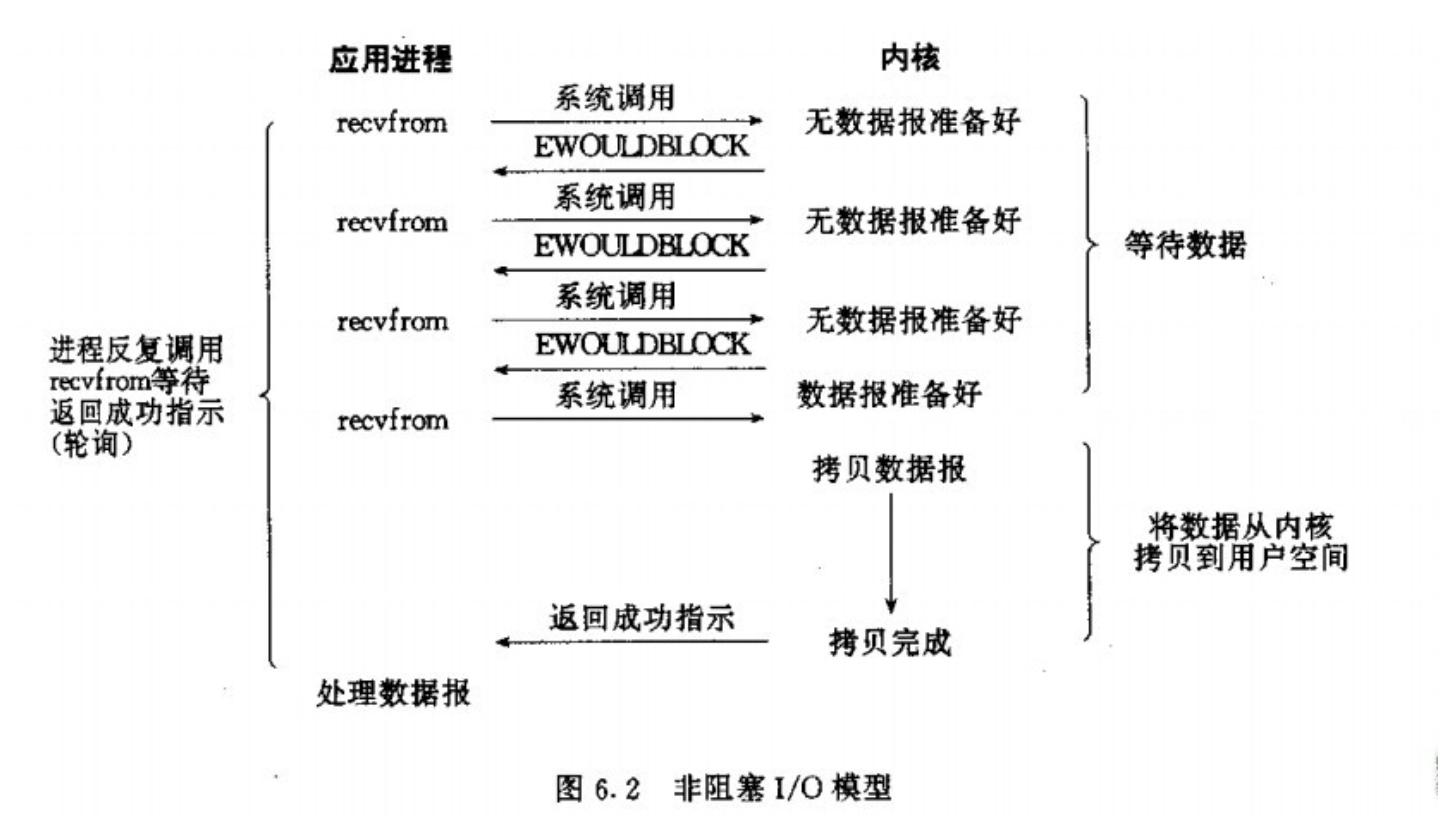 应用进程
内核
系统调用
recvfrom
无数据报准备好
EWOULDBLOCK
系统调用
recvfrom
无数据报准备好
EWOULDBLOCK
等待数据
系统调用
recvfrom
无数据报准备好
EWOULDBLOCK
进程反复调用
recvfrom等待
返回成功指示
(轮询)
系统调用
数据报准备好
recvfrom
拷贝数据报
将数据从内核
拷贝到用户空间
返回成功指示
拷贝完成
处理数据报
图 6.2 非阻塞 I/O 模型